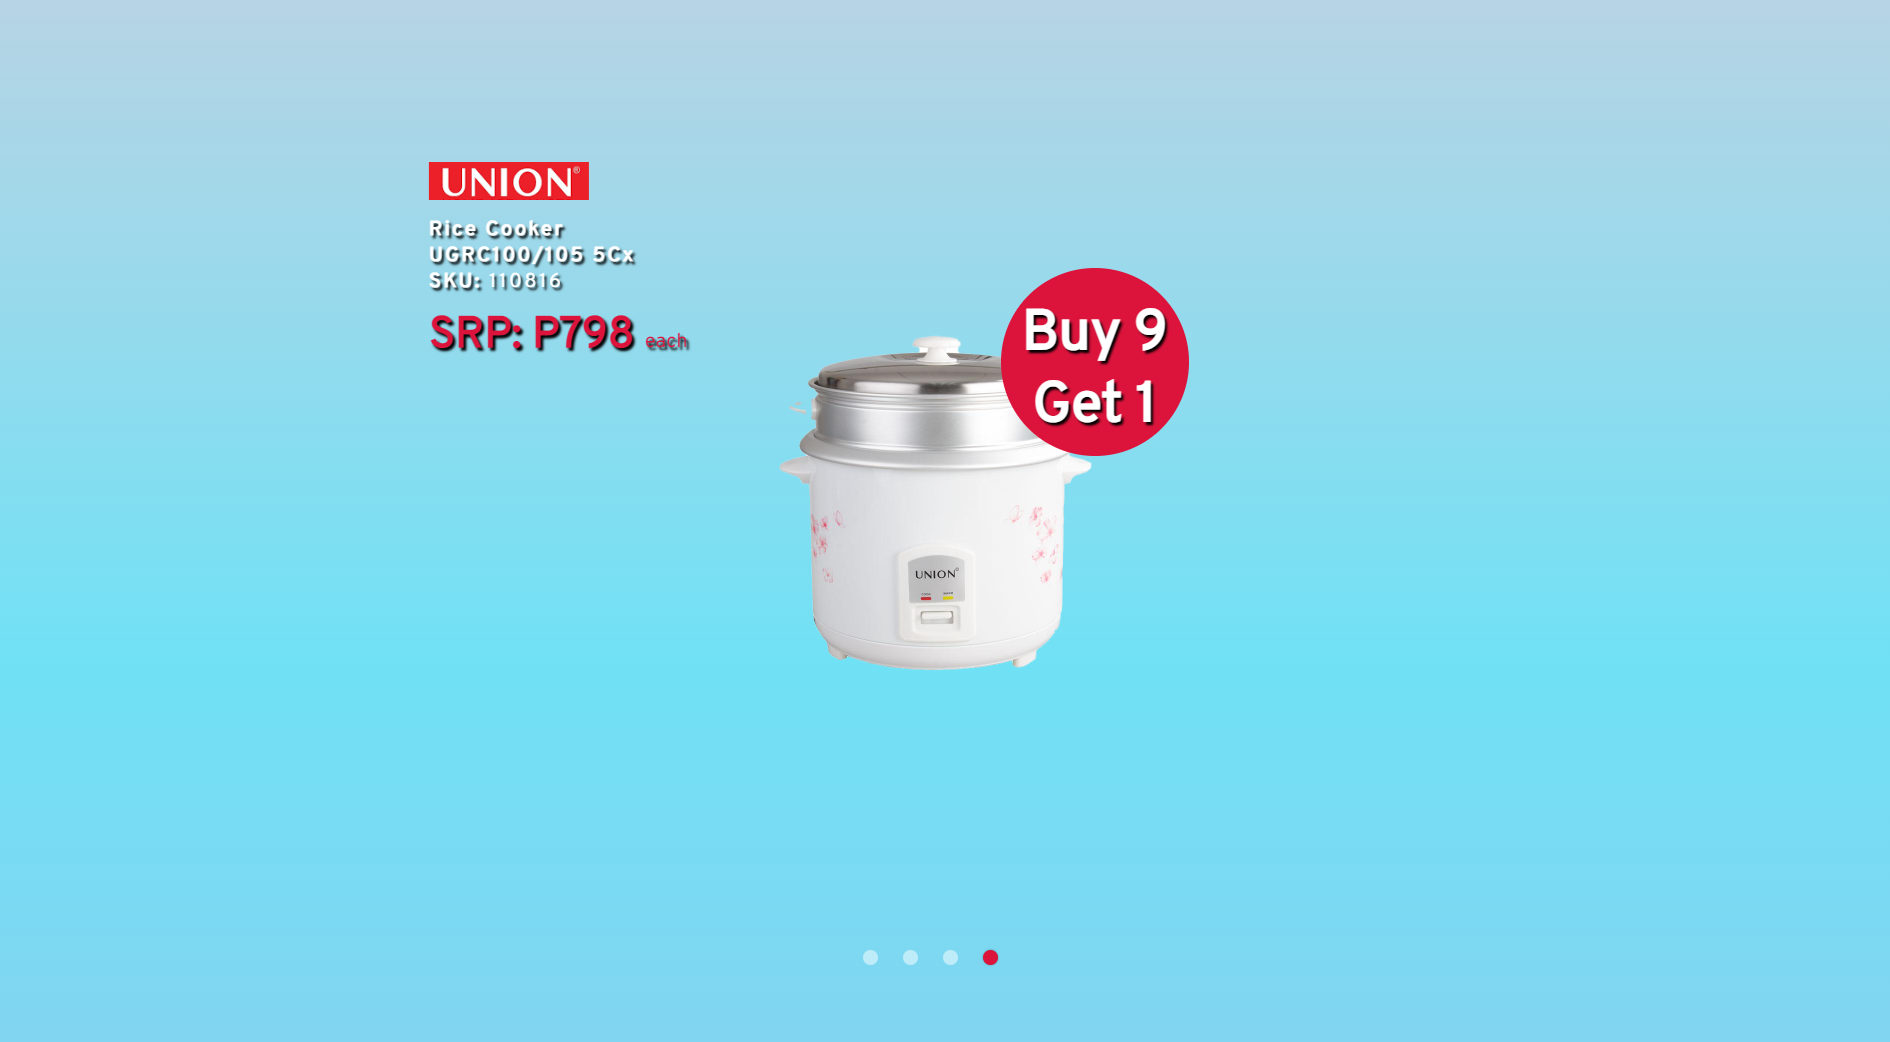 UNION®
Rice Cooker
UGRC100/105 5Cx
SKU: 110816
SRP: P798 each
Buy 9
Get 1
UNION